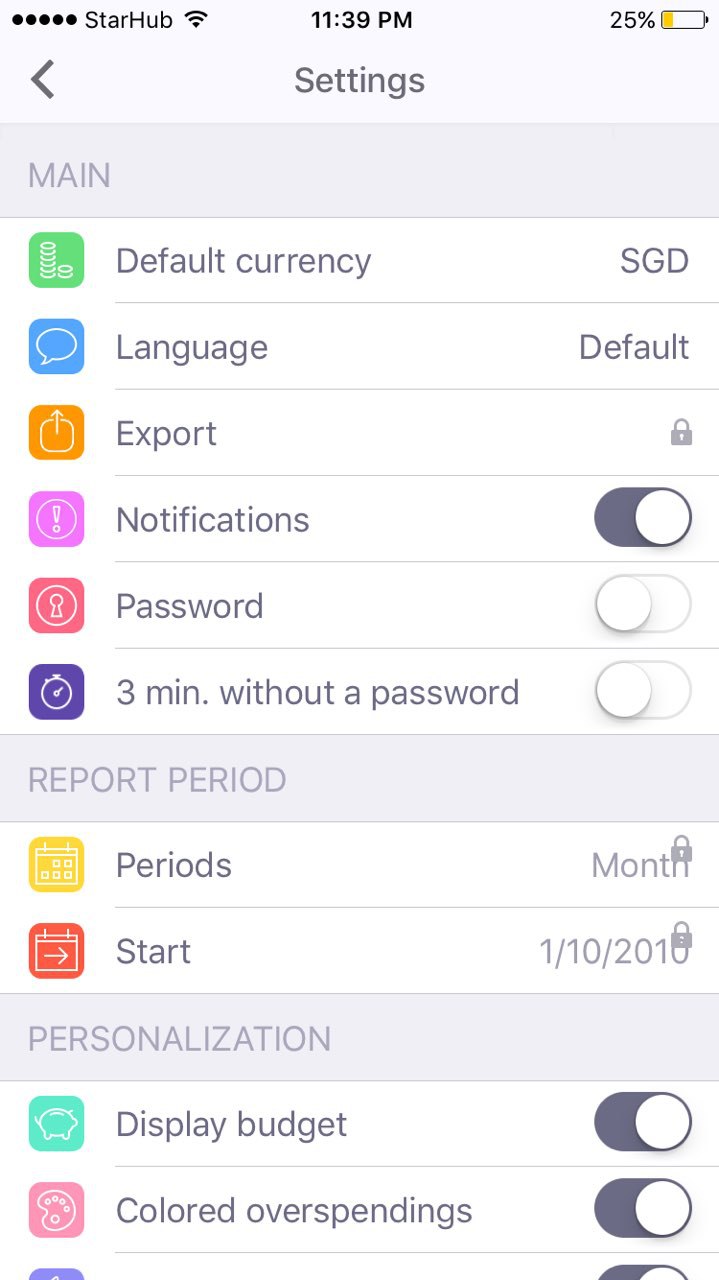 StarHub 11:39 PM 25%
Settings
MAIN
Default currency SGD
Language Default
Export
Notifications
Password
3 min. without a password
REPORT PERIOD
Periods Month
Start 1/10/2010
PERSONALIZATION
Display budget
Colored overspendings